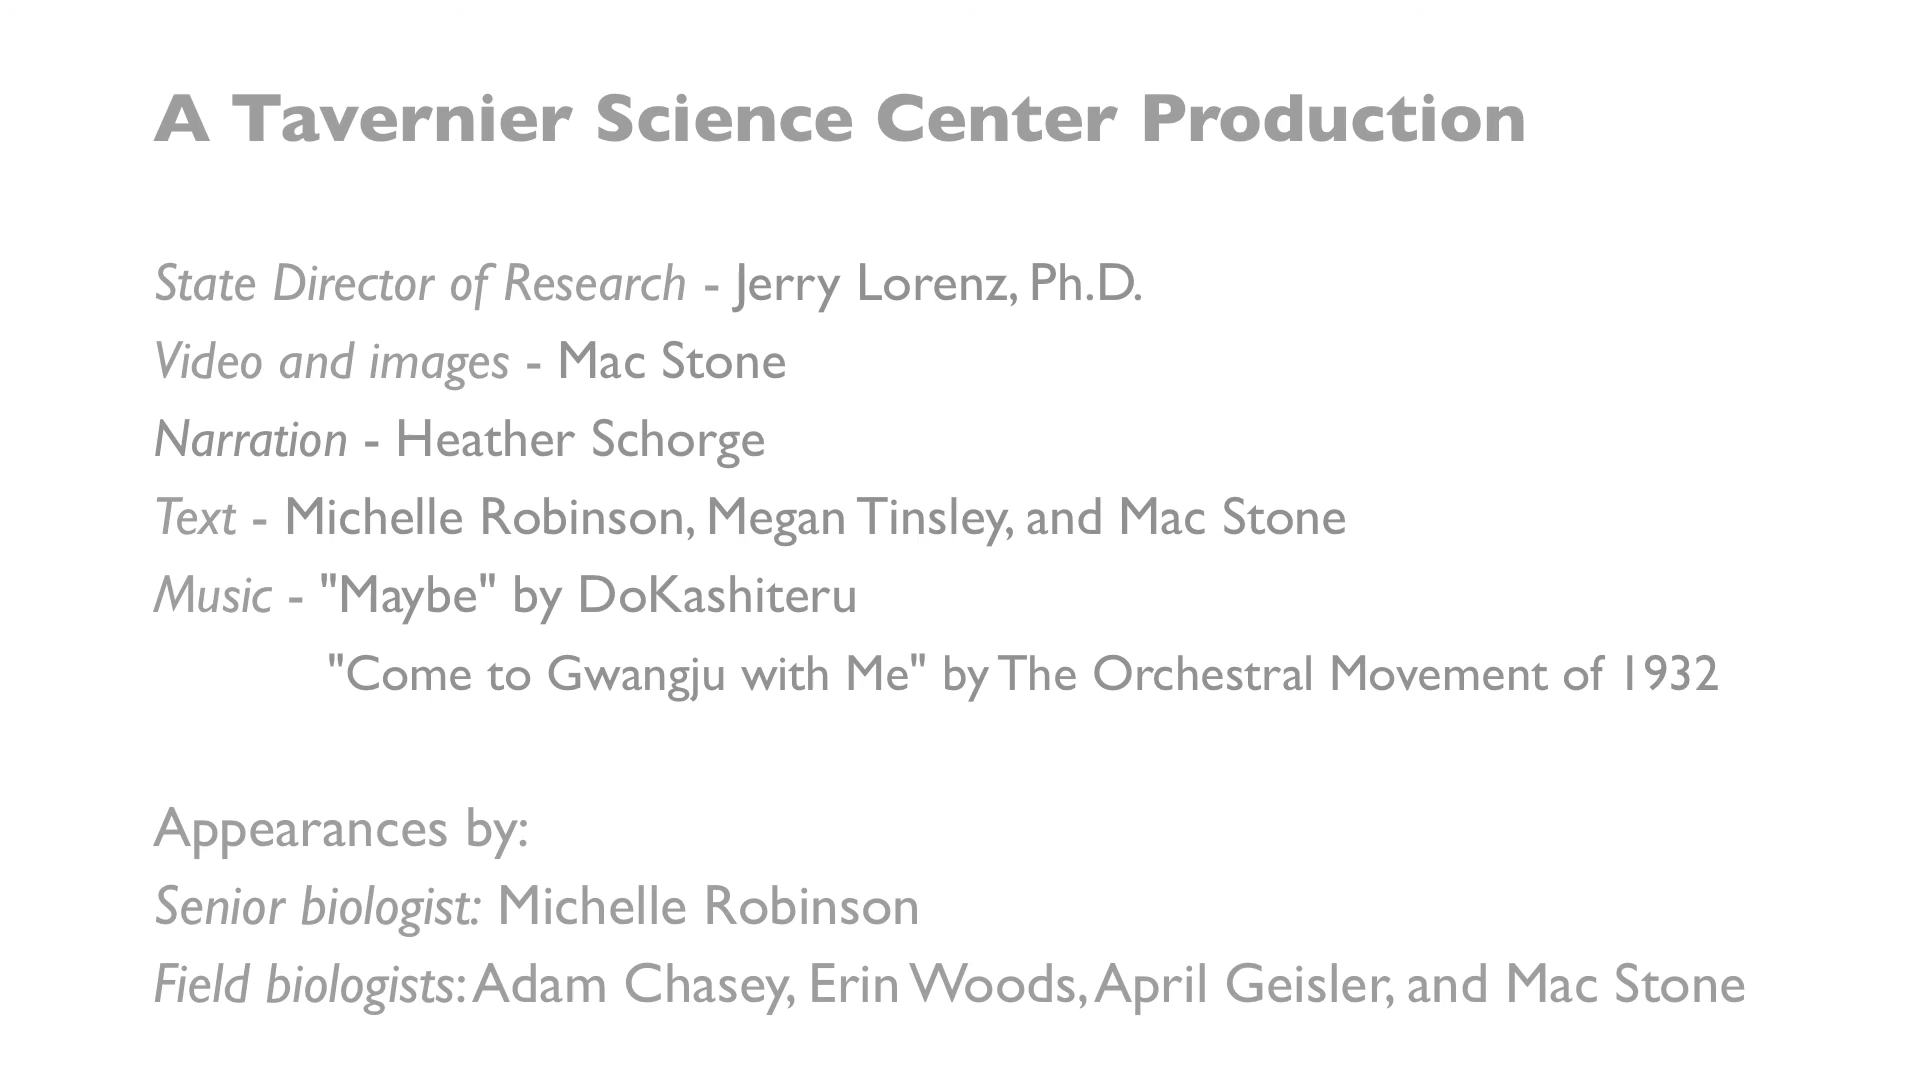 A Tavernier Science Center Production
State Director of Research - Jerry Lorenz, Ph.D.
Video and images - Mac Stone
Narration - Heather Schorge
Text - Michelle Robinson, Megan Tinsley, and Mac Stone
Music - "Maybe" by DoKashiteru
"Come to Gwangju with Me" by The Orchestral Movement of 1932
Appearances by:
Senior biologist: Michelle Robinson
Field biologists: Adam Chasey, Erin Woods, April Geisler, and Mac Stone